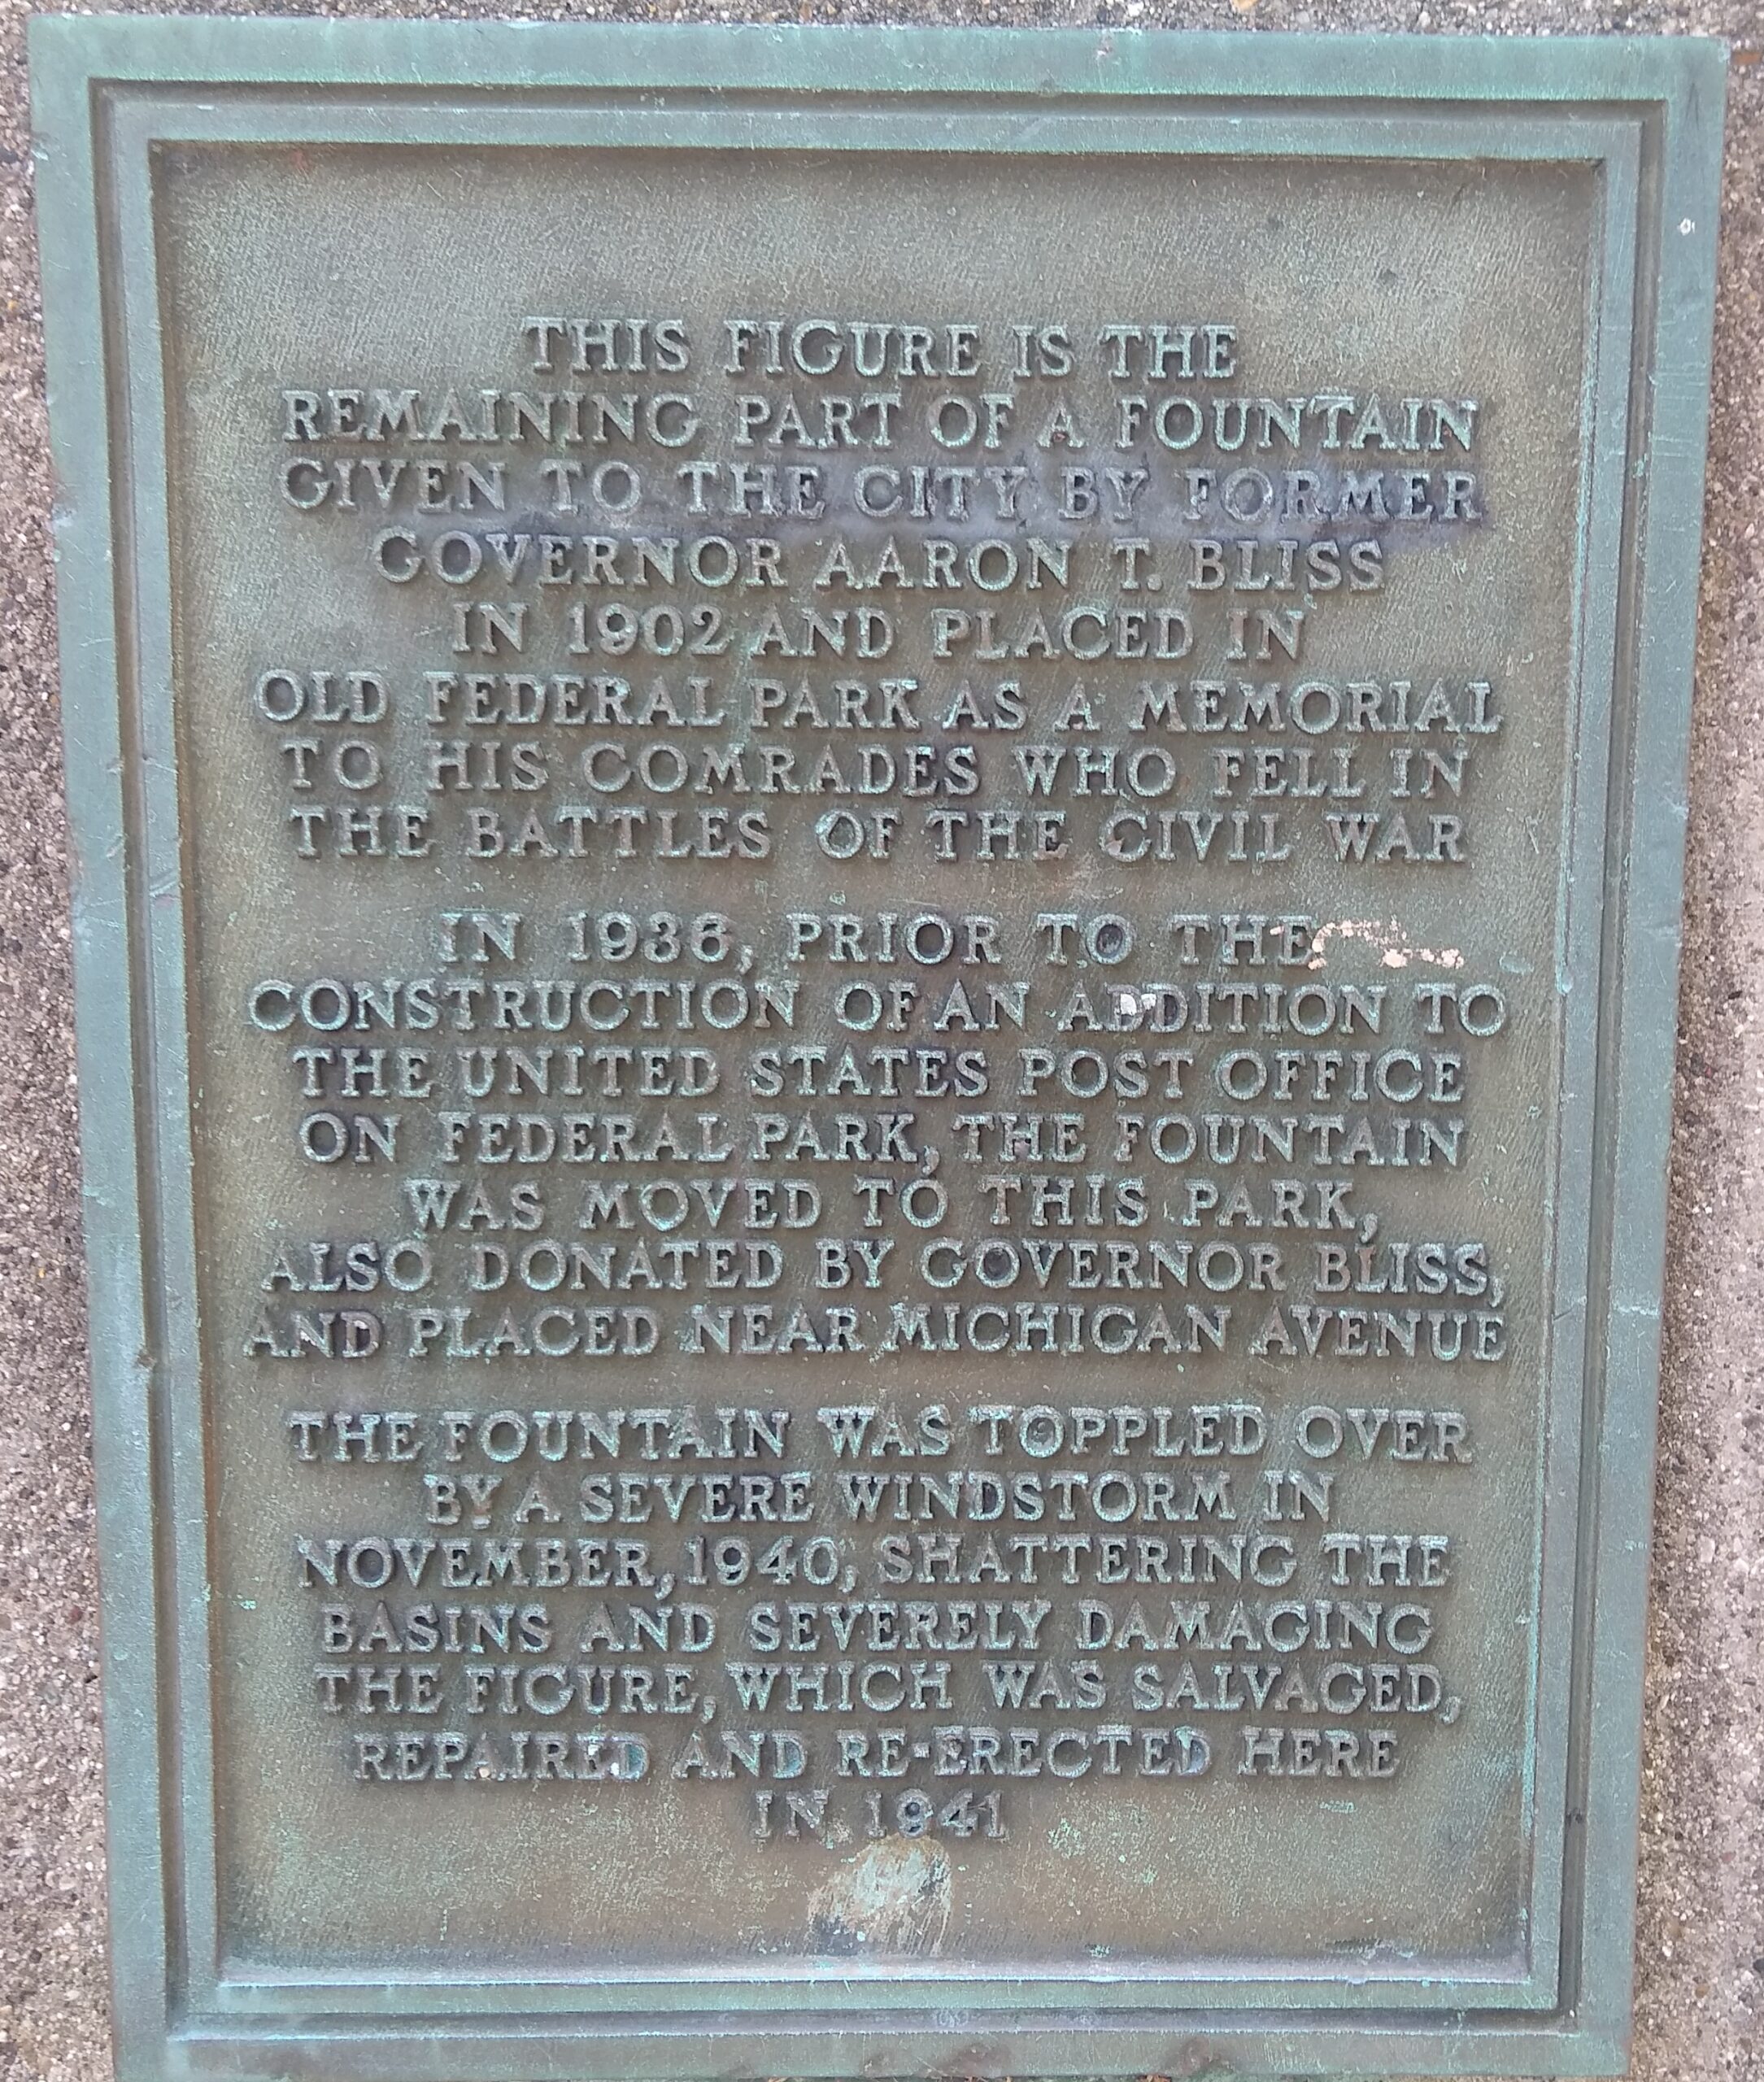 THIS FIGURE IS THE
REMAINING PART OF A FOUNTAIN
GIVEN TO THE CITY BY FORMER
GOVERNOR AARON T. BLISS
IN 1902 AND PLACED IN
OLD FEDERAL PARK AS A MEMORIAL
TO HIS COMRADES WHO FELL IN
THE BATTLES OF THE CIVIL WAR
IN 1936, PRIOR TO THE
CONSTRUCTION OF AN ADDITION TO
THE UNITED STATES POST OFFICE
ON FEDERAL PARK, THE FOUNTAIN
WAS MOVED TO THIS PARK,
ALSO DONATED BY GOVERNOR BLISS,
AND PLACED NEAR MICHIGAN AVENUE
THE FOUNTAIN WAS TOPPLED OVER
BY A SEVERE WINDSTORM IN
NOVEMBER, 1940, SHATTERING THE
BASINS AND SEVERELY DAMAGING
THE FIGURE, WHICH WAS SALVAGED,
REPAIRED AND RE-ERECTED HERE
IN 1941